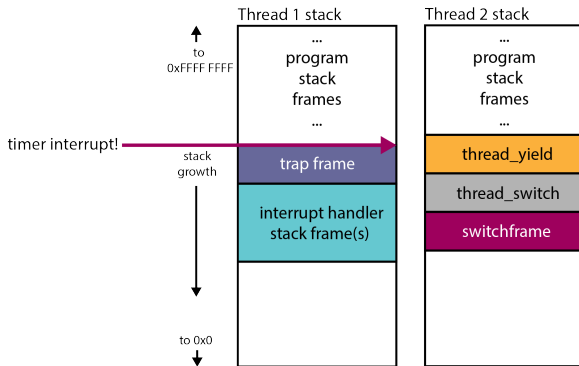 Thread 1 stack
Thread 2 stack
to
0xFFFF FFFF
...
program
stack
frames
...
...
program
stack
frames
...
timer interrupt!
stack
growth
trap frame
interrupt handler
stack frame(s)
thread_yield
thread_switch
switchframe
to 0x0